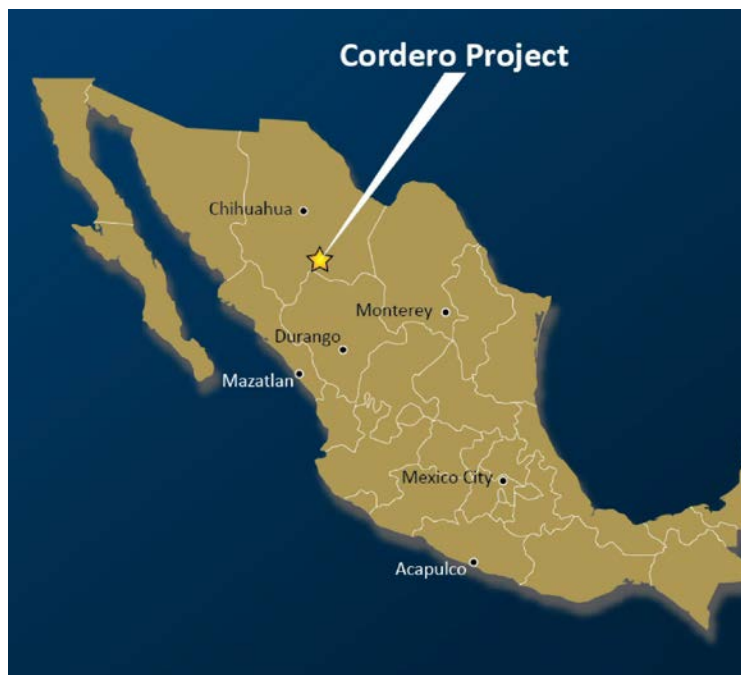 Cordero Project
Chihuahua
Monterey
Durango
Mazatlan
Mexico City
Acapulco